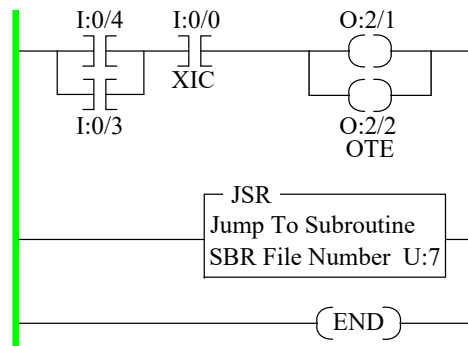 I:0/4 I:0/0 O:2/1
XIC
I:0/3 O:2/2
OTE
JSR
Jump To Subroutine
SBR File Number U:7
END